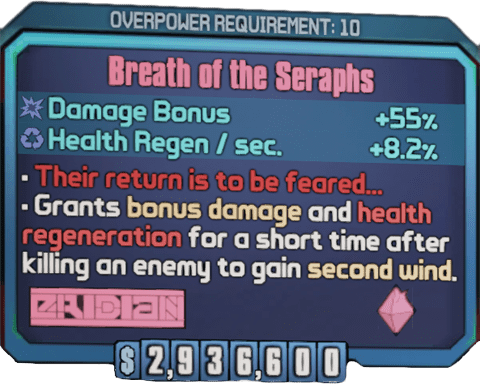 OVERPOWER REQUIREMENT: 10
Breath of the Seraphs
Damage Bonus +55%
Health Regen / sec. +8.2%
• Their return is to be feared...
• Grants bonus damage and health
regeneration for a short time after
killing an enemy to gain second wind.
ERIDIAN
$2,936,600